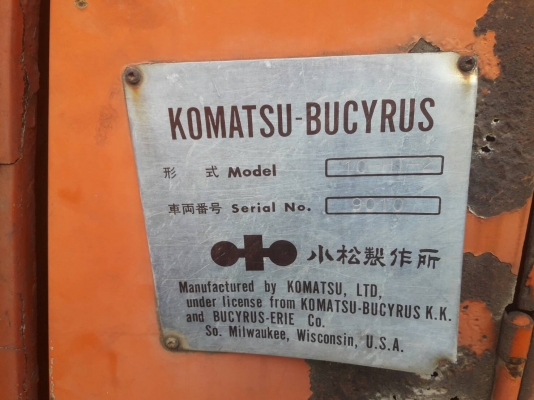 KOMATSU-BUCYRUS
形 式 Model
車両番号 Serial No. 9010
小松製作所
Manufactured by KOMATSU, LTD,
under license from KOMATSU-BUCYRUS K.K.
and BUCYRUS-ERIE Co.
So. Milwaukee, Wisconsin, U.S.A.